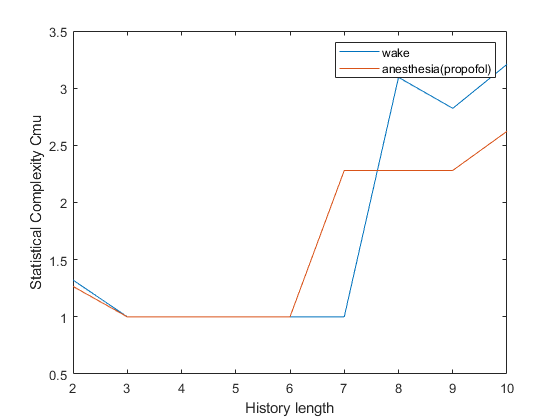 3.5
3
2.5
2
1.5
1
0.5
Statistical Complexity Cmu
wake
anesthesia(propofol)
2 3 4 5 6 7 8 9 10
History length